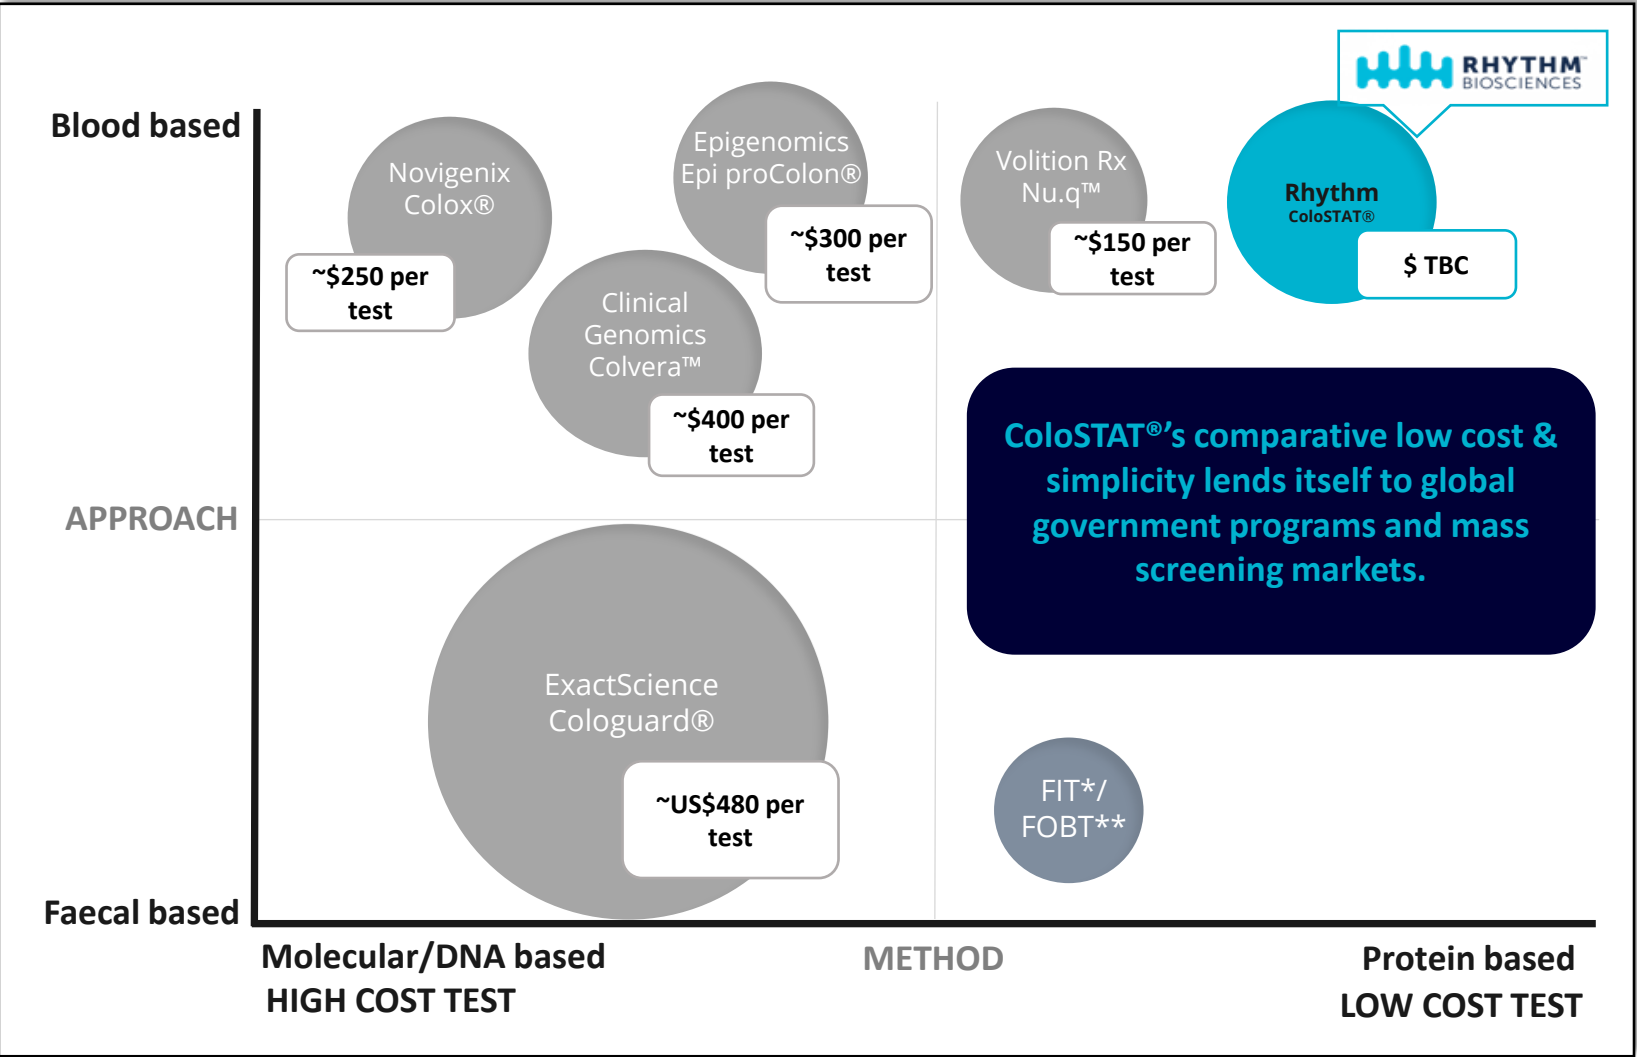 RHYTHM™
BIOSCIENCES
Blood based
Novigenix
Colox®
~$250 per
test
Epigenomics
Epi proColon®
~$300 per
test
Volition Rx
Nu.q™
~$150 per
test
Rhythm
ColoSTAT®
$ TBC
Clinical
Genomics
Colvera™
~$400 per
test
ColoSTAT®’s comparative low cost &
simplicity lends itself to global
government programs and mass
screening markets.
APPROACH
ExactScience
Cologuard®
~US$480 per
test
FIT*/
FOBT**
Faecal based
Molecular/DNA based
HIGH COST TEST
METHOD
Protein based
LOW COST TEST